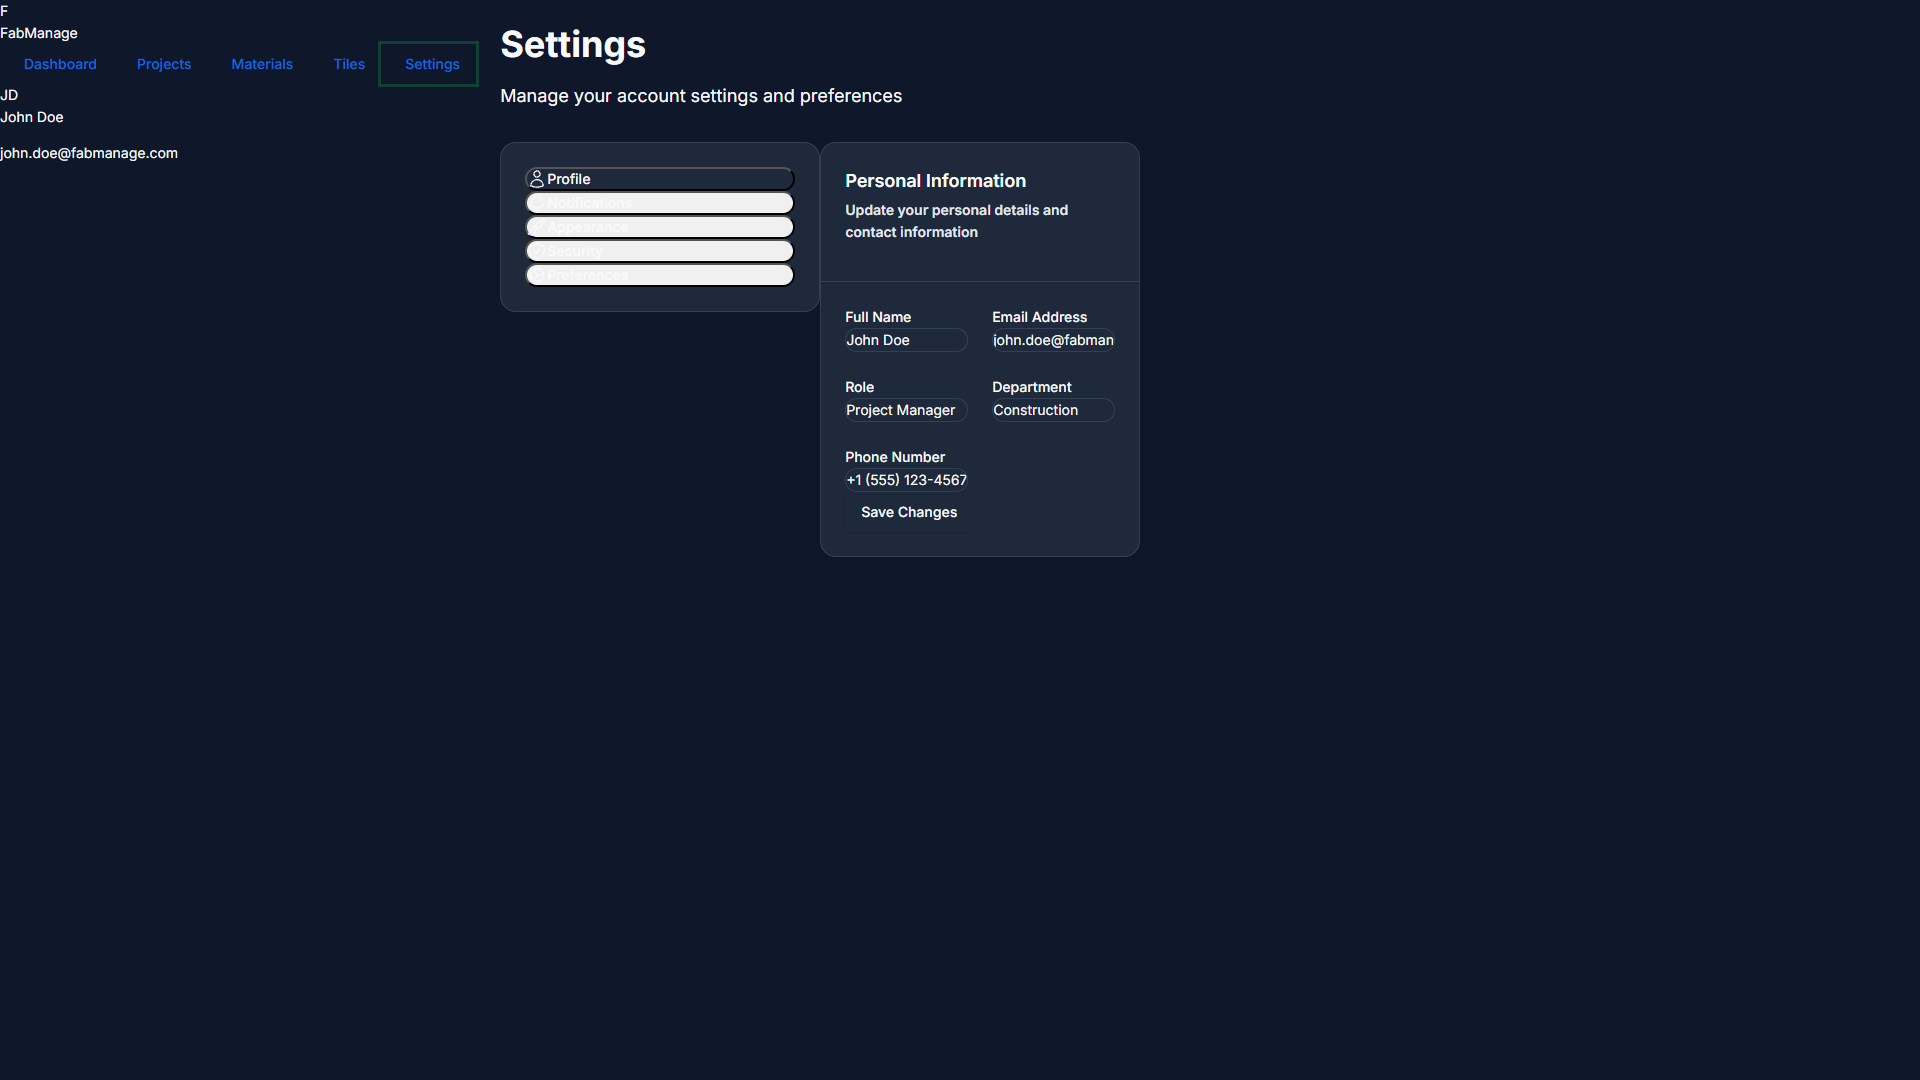 F
FabManage
Dashboard Projects Materials Tiles Settings
JD
John Doe
john.doe@fabmanage.com
Settings
Manage your account settings and preferences
Profile
Notifications
Appearance
Security
Preferences
Personal Information
Update your personal details and
contact information
Full Name Email Address
John Doe john.doe@fabman
Role Department
Project Manager Construction
Phone Number
+1 (555) 123-4567
Save Changes